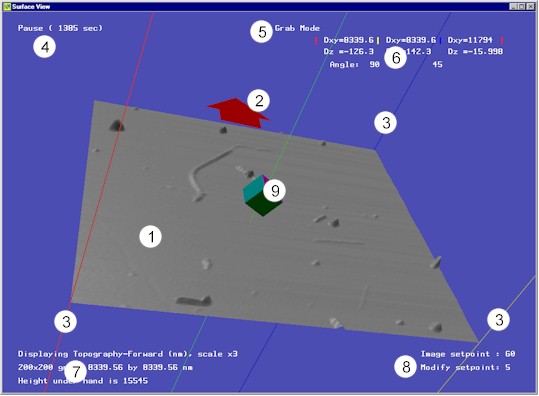 Surface View
Pause ( 1305 sec)
4
5
Grab Mode
Dxy=8339.6 Dxy=8339.6 Dxy=11794
Dz =-126.3 142.3 Dz =-15.998
6
Angle: 90 45
2
3
9
1
3
3
Displaying Topography-Forward (nm), scale x3
200x200 8339.56 by 8339.56 nm
7
Height under hand is 15545
Image setpoint : 60
8
Modify setpoint: 5